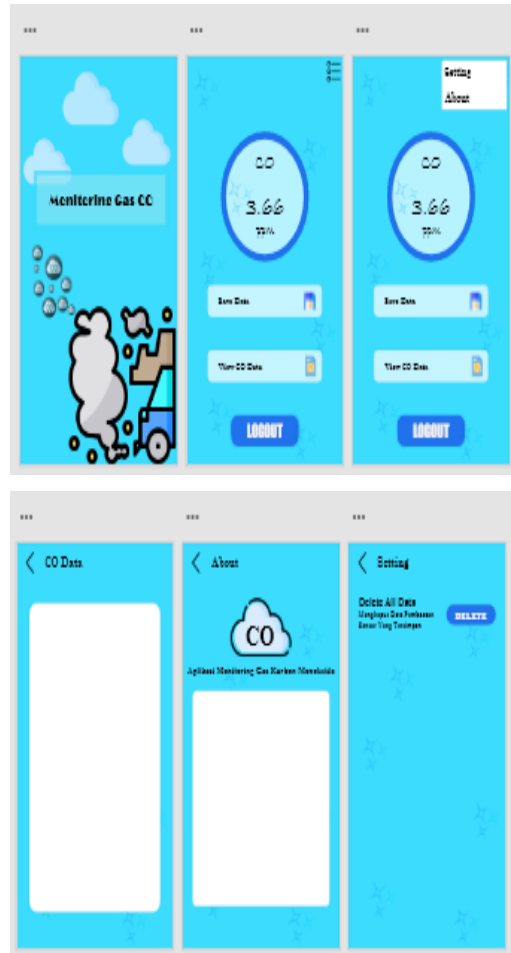 Monitoring Gas CO
CO
3.66
ppm
Save Data
View CO Data
LOGOUT
Setting
About
CO
3.66
ppm
Save Data
View CO Data
LOGOUT
CO Data
About
CO
Aplikasi Monitoring Gas Karbon Monoksida
Setting
Delete All Data
Menghapus Data Pembacaan
Sensor Yang Tersimpan
DELETE